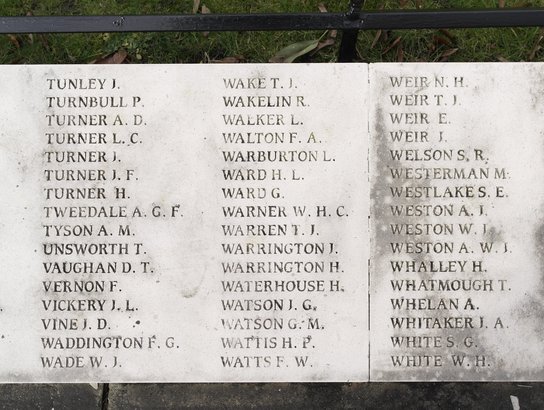 TUNLEY J.
TURNBULL P.
TURNER A. D.
TURNER L. C.
TURNER J.
TURNER J. F.
TURNER H.
TWEEDALE A. G. F.
TYSON A. M.
UNSWORTH T.
VAUGHAN D. T.
VERNON F.
VICKERY J. L.
VINE J. D.
WADDINGTON F. G.
WADE W. J.
WAKE T. J.
WAKELIN R.
WALKER L.
WALTON F. A.
WARBURTON L.
WARD H. L.
WARD G.
WARNER W. H. C.
WARREN T. J.
WARRINGTON J.
WARRINGTON H.
WATERHOUSE H.
WATSON J. G.
WATSON G. M.
WATTIS H. P.
WATTS F. W.
WEIR N. H.
WEIR T. J.
WEIR E.
WEIR J.
WELSON S. R.
WESTERMAN M.
WESTLAKE S. E.
WESTON A. J.
WESTON W. J.
WESTON A. W. J.
WHALLEY H.
WHATMOUGH T.
WHELAN A.
WHITAKER J. A.
WHITE S. G.
WHITE W. H.